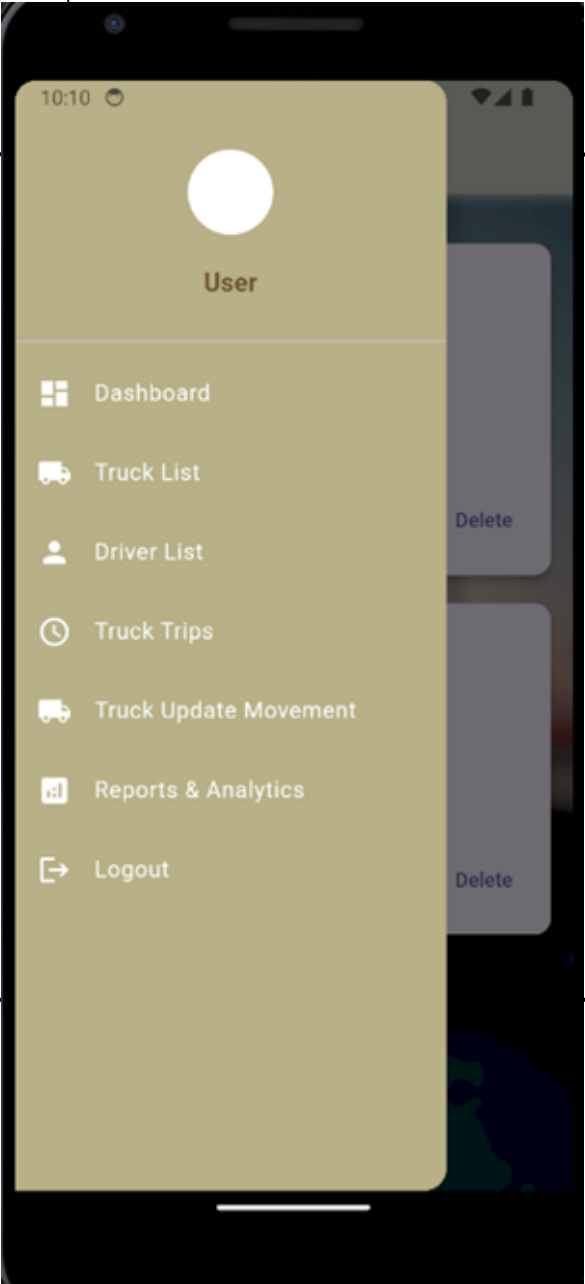 10:10
User
Dashboard
Truck List
Delete
Driver List
Truck Trips
Truck Update Movement
Reports & Analytics
Logout
Delete